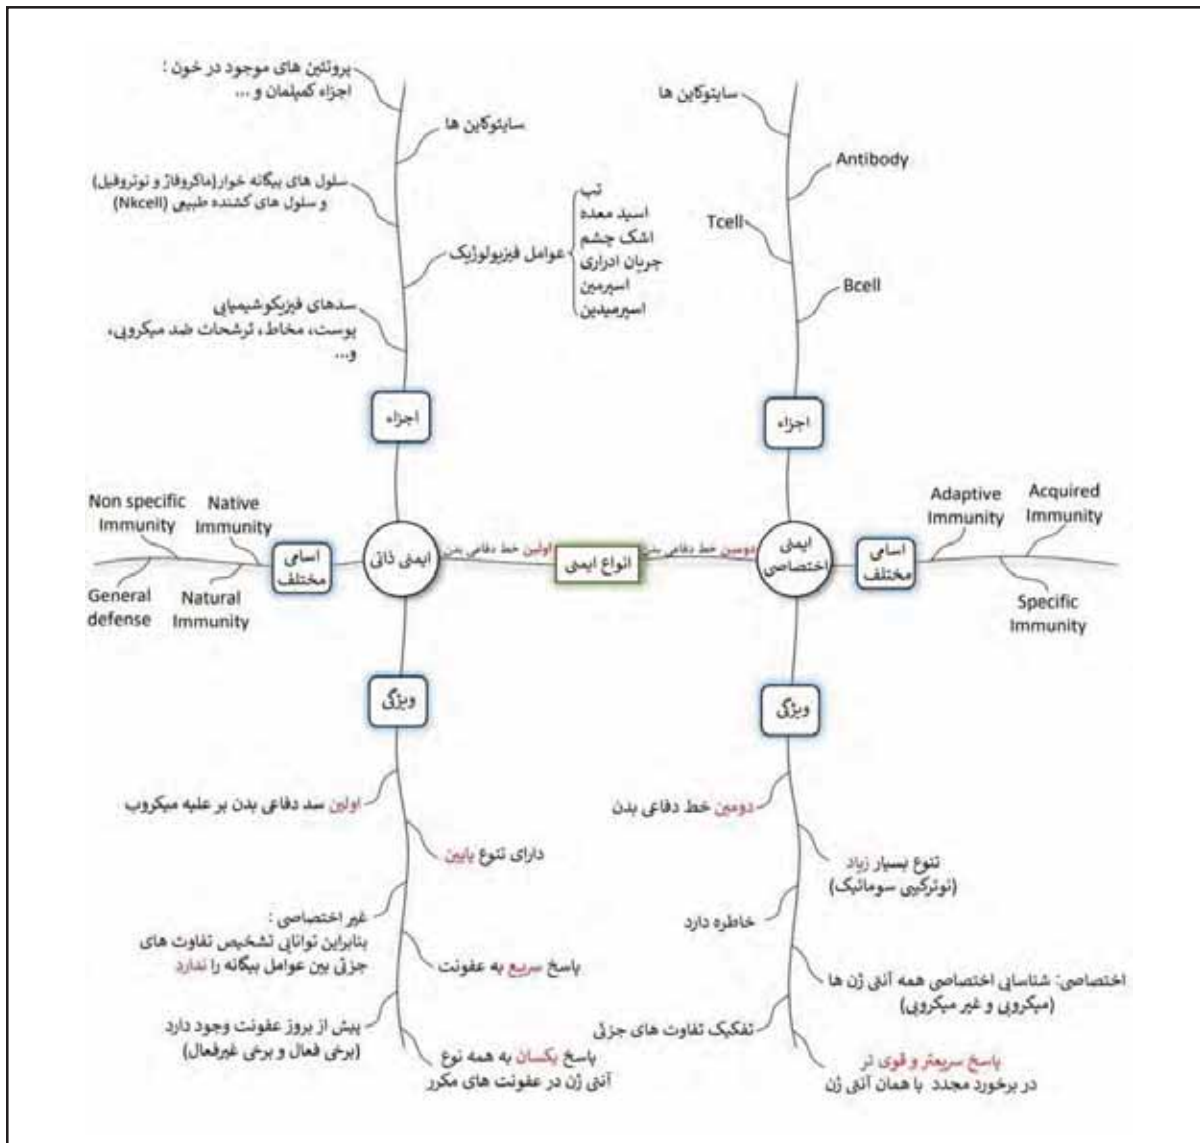 پروتئین های موجود در خون :
اجزاء کمپلمان و ...
سایتوکاین ها
سلول های بیگانه خوار(ماکروفاژ و نوتروفیل)
و سلول های کشنده طبیعی (Nkcell)
عوامل فیزیولوژیک
تب
اسید معده
اشک چشم
جریان ادراری
اسپرمین
اسپرمیدین
سدهای فیزیکوشیمیایی
پوست، مخاط، ترشحات ضد میکروبی،
و...
اجزاء
سایتوکاین ها
Antibody
Tcell
Bcell
اجزاء
Non specific
Immunity
Native
Immunity
General
defense
Natural
Immunity
اسامی
مختلف
ایمنی ذاتی
اولین خط دفاعی بدن
انواع ایمنی
دومین خط دفاعی بدن
ایمنی
اختصاصی
اسامی
مختلف
Adaptive
Immunity
Acquired
Immunity
Specific
Immunity
ویژگی
اولین سد دفاعی بدن بر علیه میکروب
دارای تنوع پایین
غیر اختصاصی :
بنابراین توانایی تشخیص تفاوت های
جزئی بین عوامل بیگانه را ندارد
پاسخ سریع به عفونت
پیش از بروز عفونت وجود دارد
(برخی فعال و برخی غیرفعال)
پاسخ یکسان به همه نوع
آنتی ژن در عفونت های مکرر
ویژگی
دومین خط دفاعی بدن
تنوع بسیار زیاد
(نوترکیبی سوماتیک)
خاطره دارد
اختصاصی: شناسایی اختصاصی همه آنتی ژن ها
(میکروبی و غیر میکروبی)
تفکیک تفاوت های جزئی
پاسخ سریعتر و قوی تر
در برخورد مجدد با همان آنتی ژن